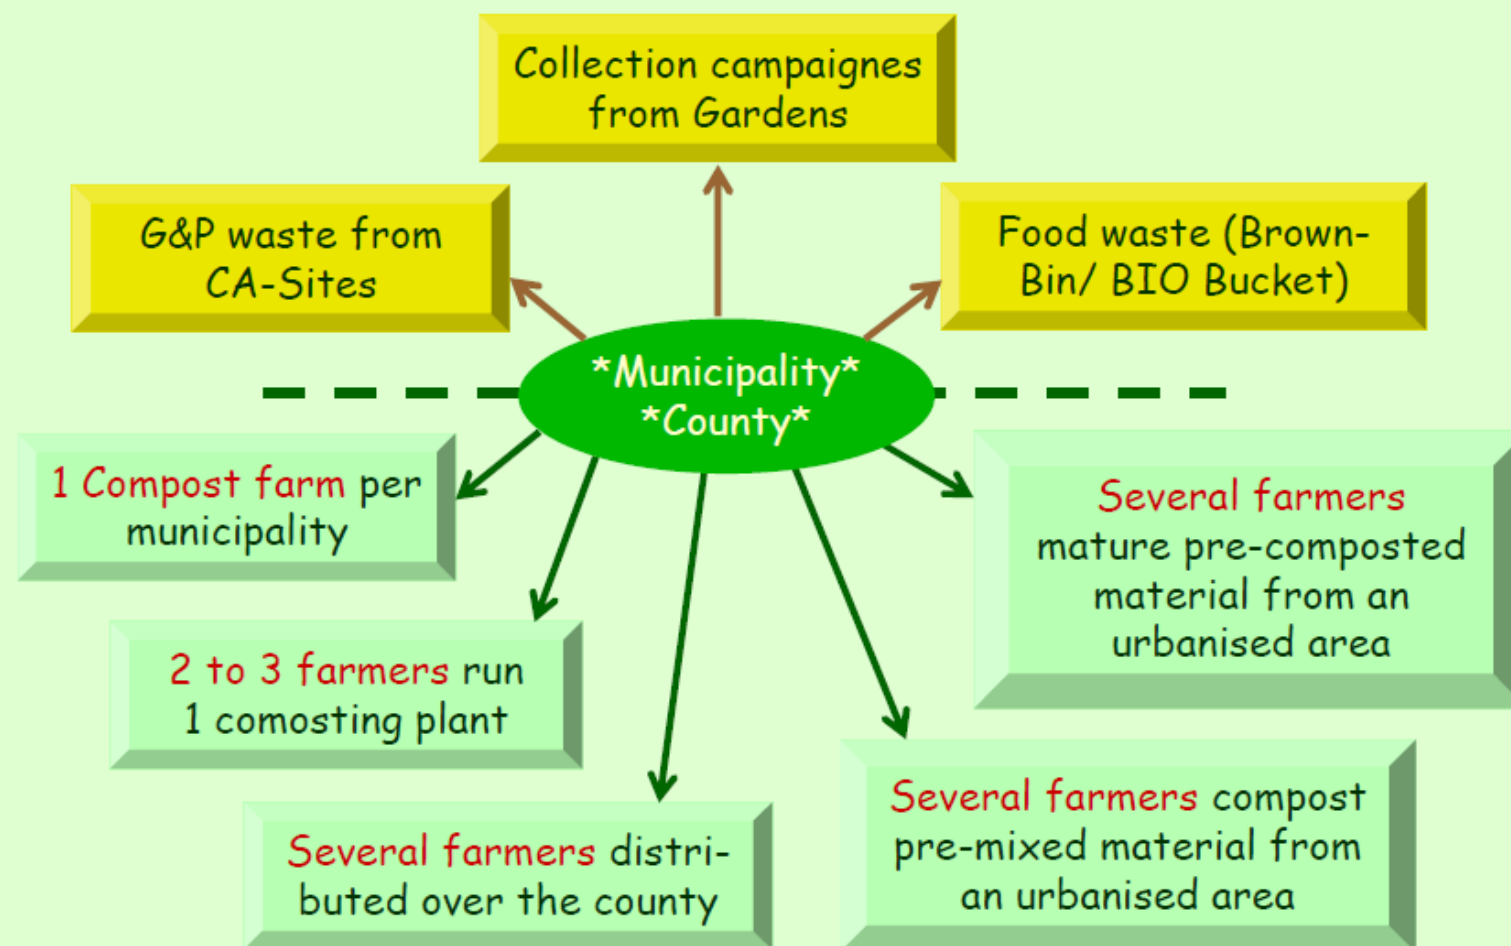 Collection campaignes
from Gardens
G&P waste from
CA-Sites
Food waste (Brown-
Bin/ BIO Bucket)
*Municipality*
*County*
1 Compost farm per
municipality
Several farmers
mature pre-composted
material from an
urbanised area
2 to 3 farmers run
1 comosting plant
Several farmers compost
pre-mixed material from
an urbanised area
Several farmers distri-
buted over the county